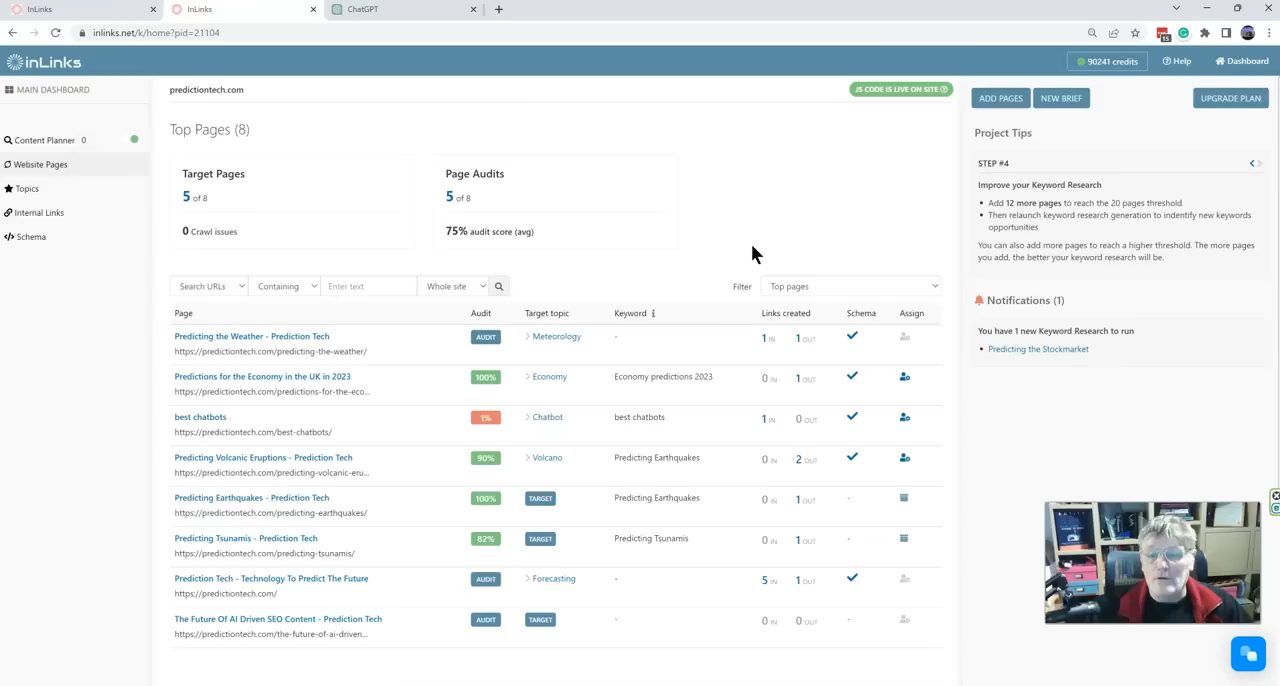 InLinks
InLinks
ChatGPT
inlinks.net/k/home?pid=21104
15
inLinks
90241 credits
Help
Dashboard
MAIN DASHBOARD
predictiontech.com
JS CODE IS LIVE ON SITE
ADD PAGES
NEW BRIEF
UPGRADE PLAN
Content Planner 0
Website Pages
Topics
Internal Links
Schema
Top Pages (8)
Target Pages
5 of 8
0 Crawl issues
Page Audits
5 of 8
75% audit score (avg)
Project Tips
STEP #4
Improve your Keyword Research
Add 12 more pages to reach the 20 pages threshold
Then relaunch keyword research generation to indentify new keywords
opportunities
You can also add more pages to reach a higher threshold. The more pages
you add, the better your keyword research will be.
Notifications (1)
You have 1 new Keyword Research to run
Predicting the Stockmarket
Search URLs Containing Enter text Whole site Filter Top pages
Page Audit Target topic Keyword Links created Schema Assign
Predicting the Weather - Prediction Tech AUDIT Meteorology - 1 IN 1 OUT
https://predictiontech.com/predicting-the-weather/
Predictions for the Economy in the UK in 2023 100% Economy Economy predictions 2023 0 IN 1 OUT
https://predictiontech.com/predictions-for-the-eco...
best chatbots 1% Chatbot best chatbots 1 IN 0 OUT
https://predictiontech.com/best-chatbots/
Predicting Volcanic Eruptions - Prediction Tech 90% Volcano Predicting Earthquakes 0 IN 2 OUT
https://predictiontech.com/predicting-volcanic-eru...
Predicting Earthquakes - Prediction Tech 100% TARGET Predicting Earthquakes 0 IN 1 OUT -
https://predictiontech.com/predicting-earthquakes/
Predicting Tsunamis - Prediction Tech 82% TARGET Predicting Tsunamis 0 IN 1 OUT -
https://predictiontech.com/predicting-tsunamis/
Prediction Tech - Technology To Predict The Future AUDIT Forecasting - 5 IN 1 OUT
https://predictiontech.com/
The Future Of AI Driven SEO Content - Prediction Tech AUDIT TARGET - 0 IN 0 OUT -
https://predictiontech.com/the-future-of-ai-driven...